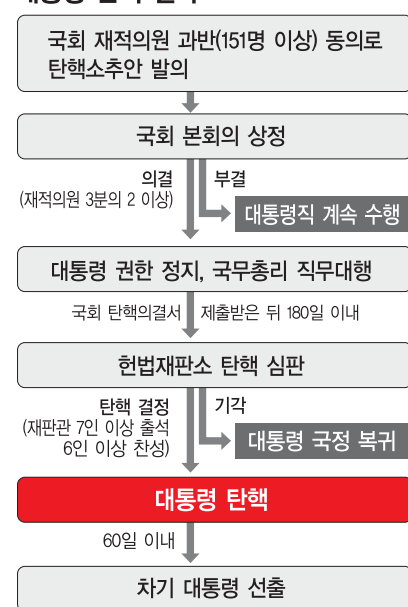 국회 재적의원 과반(151명 이상) 동의로
탄핵소추안 발의
국회 본회의 상정
의결
(재적의원 3분의 2 이상)
부결
대통령직 계속 수행
대통령 권한 정지, 국무총리 직무대행
국회 탄핵의결서 제출받은 뒤 180일 이내
헌법재판소 탄핵 심판
탄핵 결정
(재판관 7인 이상 출석
6인 이상 찬성)
기각
대통령 국정 복귀
대통령 탄핵
60일 이내
차기 대통령 선출